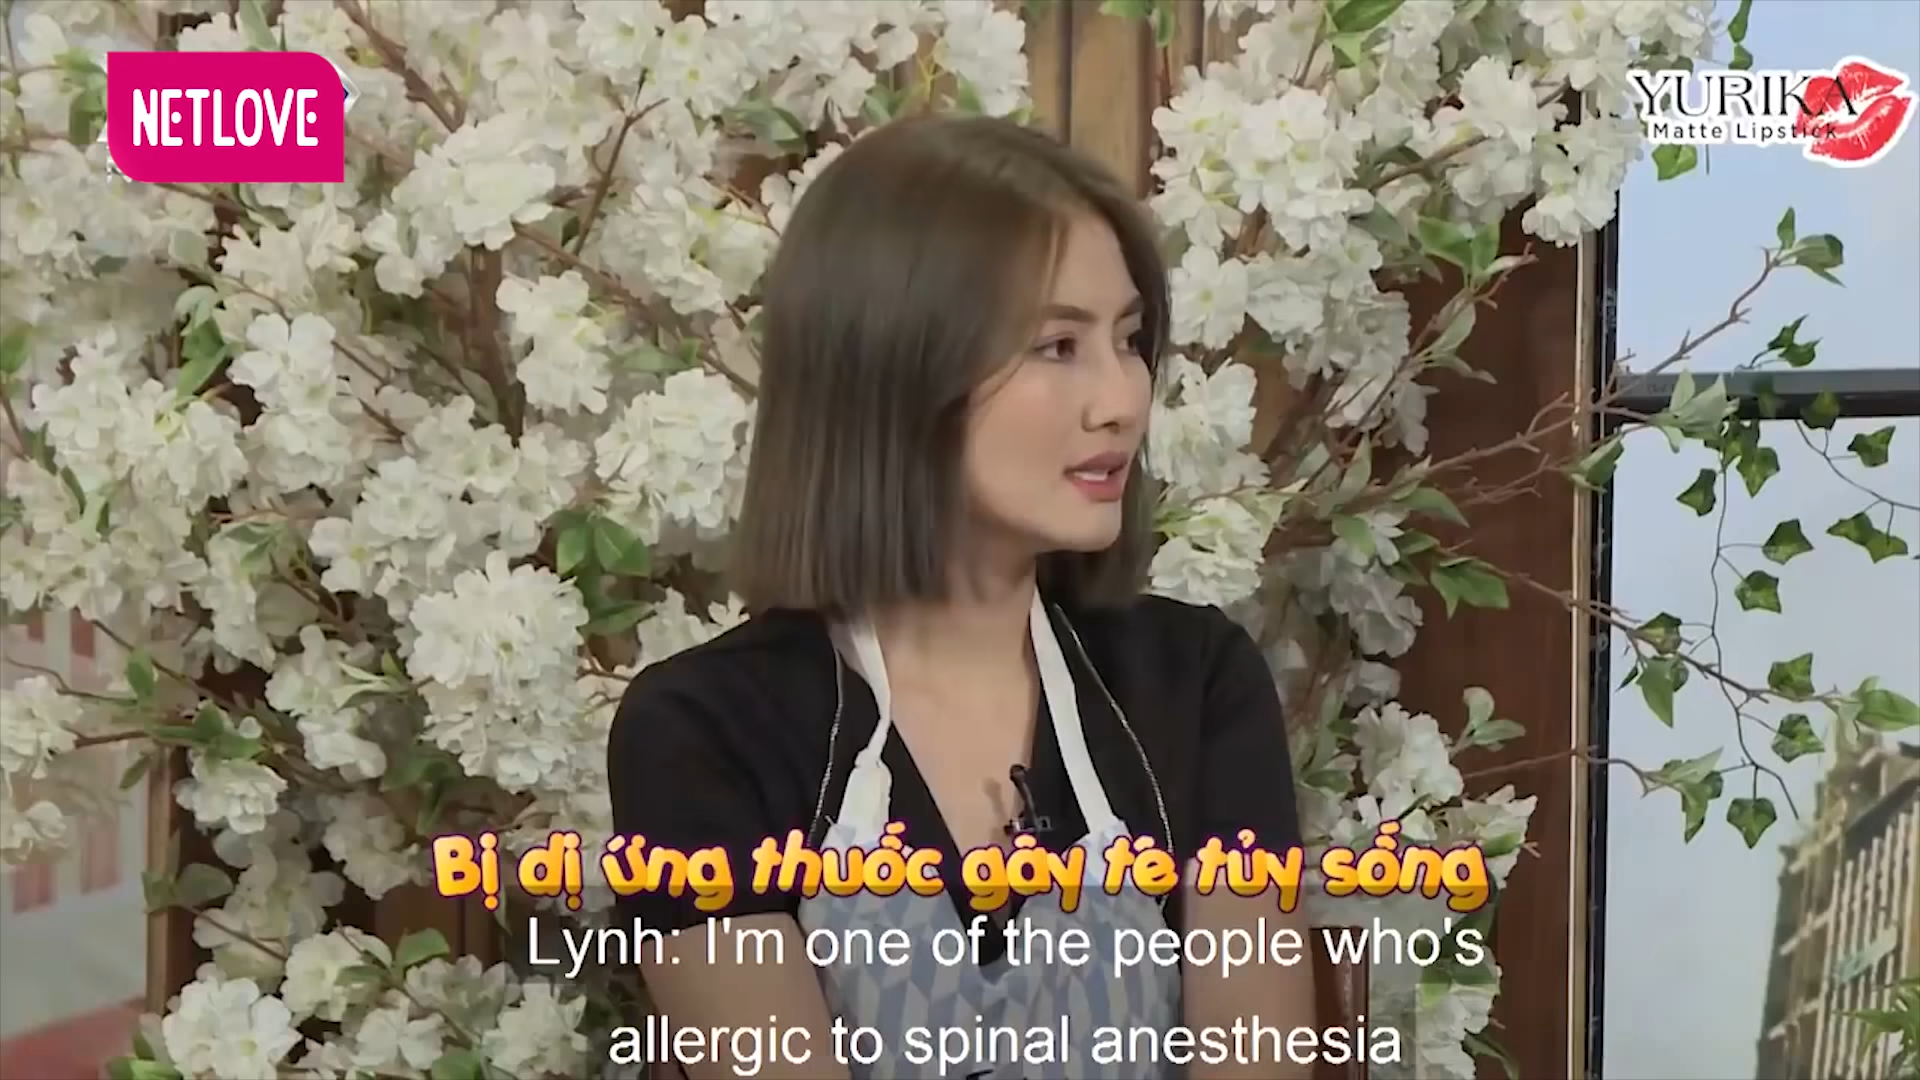 NETLOVE
YURIKA
Matte Lipstick
Bị dị ứng thuốc gây tê tủy sống
Lynh: I'm one of the people who's
allergic to spinal anesthesia